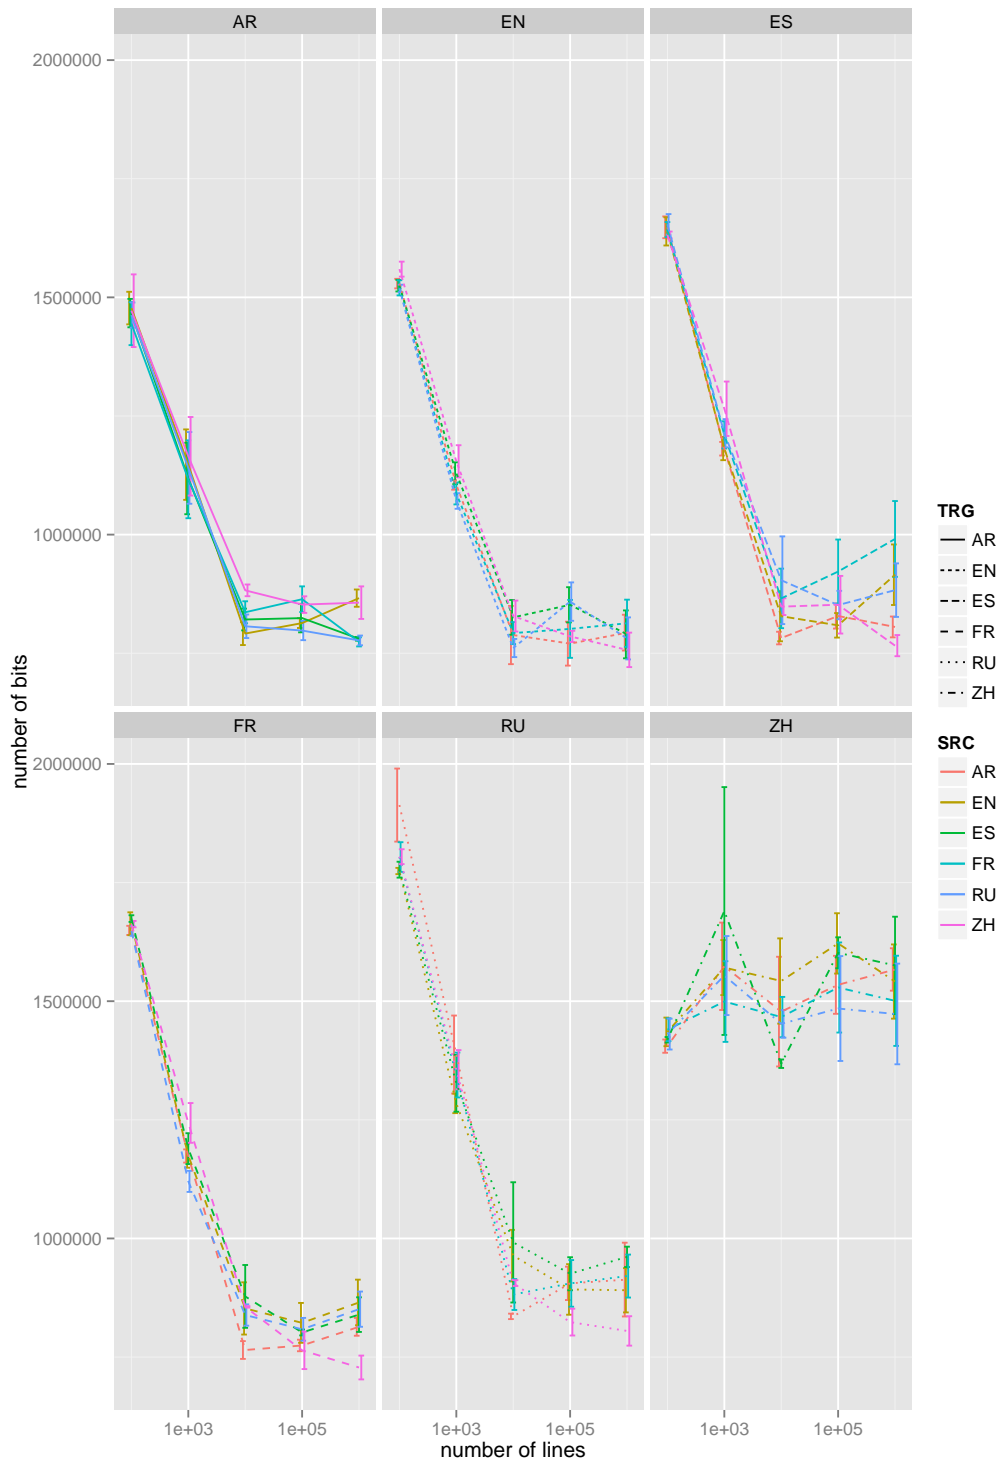 AR EN ES
2000000
1500000
1000000
number of bits
FR RU ZH
2000000
1500000
1000000
1e+03 1e+05 1e+03 1e+05 1e+03 1e+05
number of lines
TRG
AR
EN
ES
FR
RU
ZH
SRC
AR
EN
ES
FR
RU
ZH